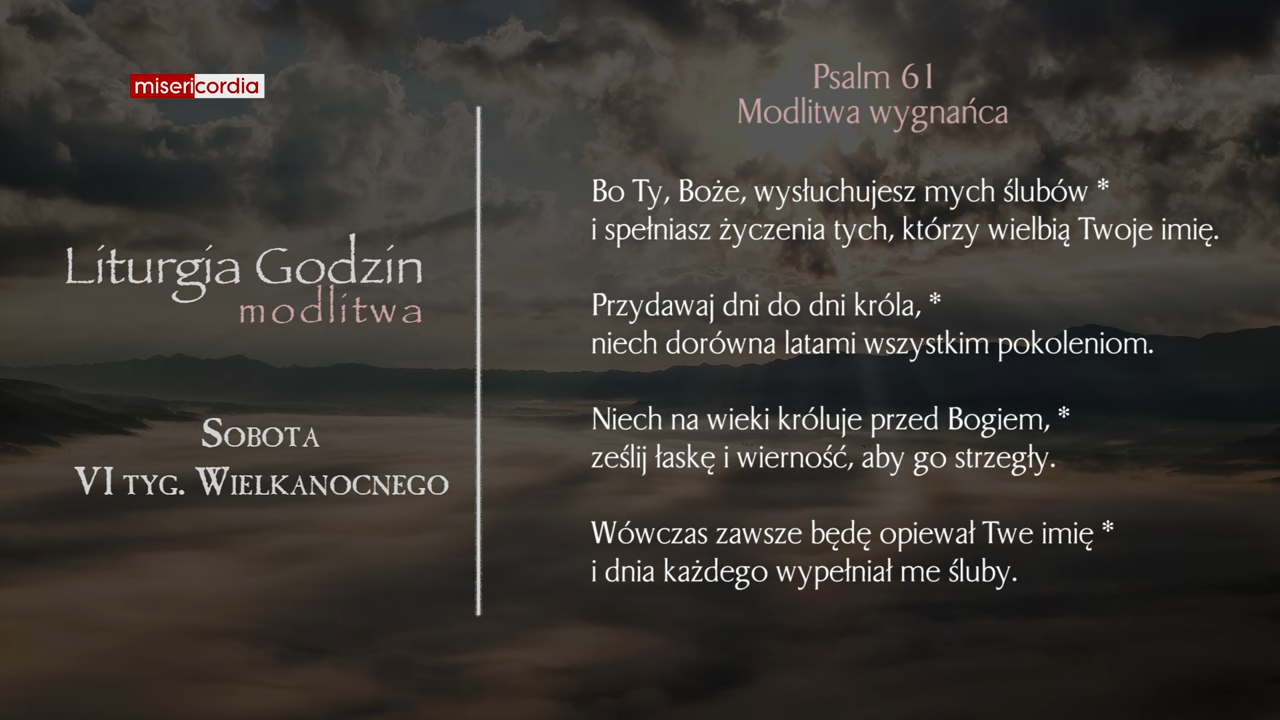 misericordia
Liturgia Godzin
modlitwa
Sobota
VI tyg. Wielkanocnego
Psalm 61
Modlitwa wygnańca
Bo Ty, Boże, wysłuchujesz mych ślubów *
i spełniasz życzenia tych, którzy wielbią Twoje imię.
Przydawaj dni do dni króla, *
niech dorówna latami wszystkim pokoleniom.
Niech na wieki króluje przed Bogiem, *
ześlij łaskę i wierność, aby go strzegły.
Wówczas zawsze będę opiewał Twe imię *
i dnia każdego wypełniał me śluby.